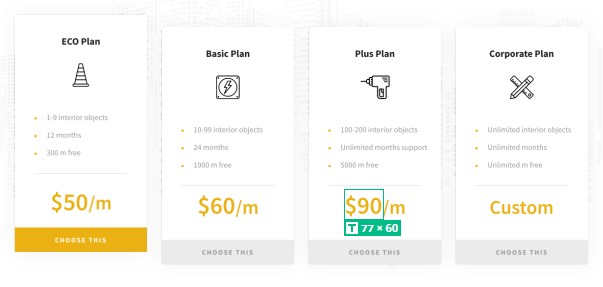 ECO Plan
1-9 interior objects
12 months
300 m free
$50/m
CHOOSE THIS
Basic Plan
10-99 interior objects
24 months
1000 m free
$60/m
CHOOSE THIS
Plus Plan
100-200 interior objects
Unlimited months support
5000 m free
$90/m
T 77 × 60
CHOOSE THIS
Corporate Plan
Unlimited interior objects
Unlimited months
Unlimited m free
Custom
CHOOSE THIS